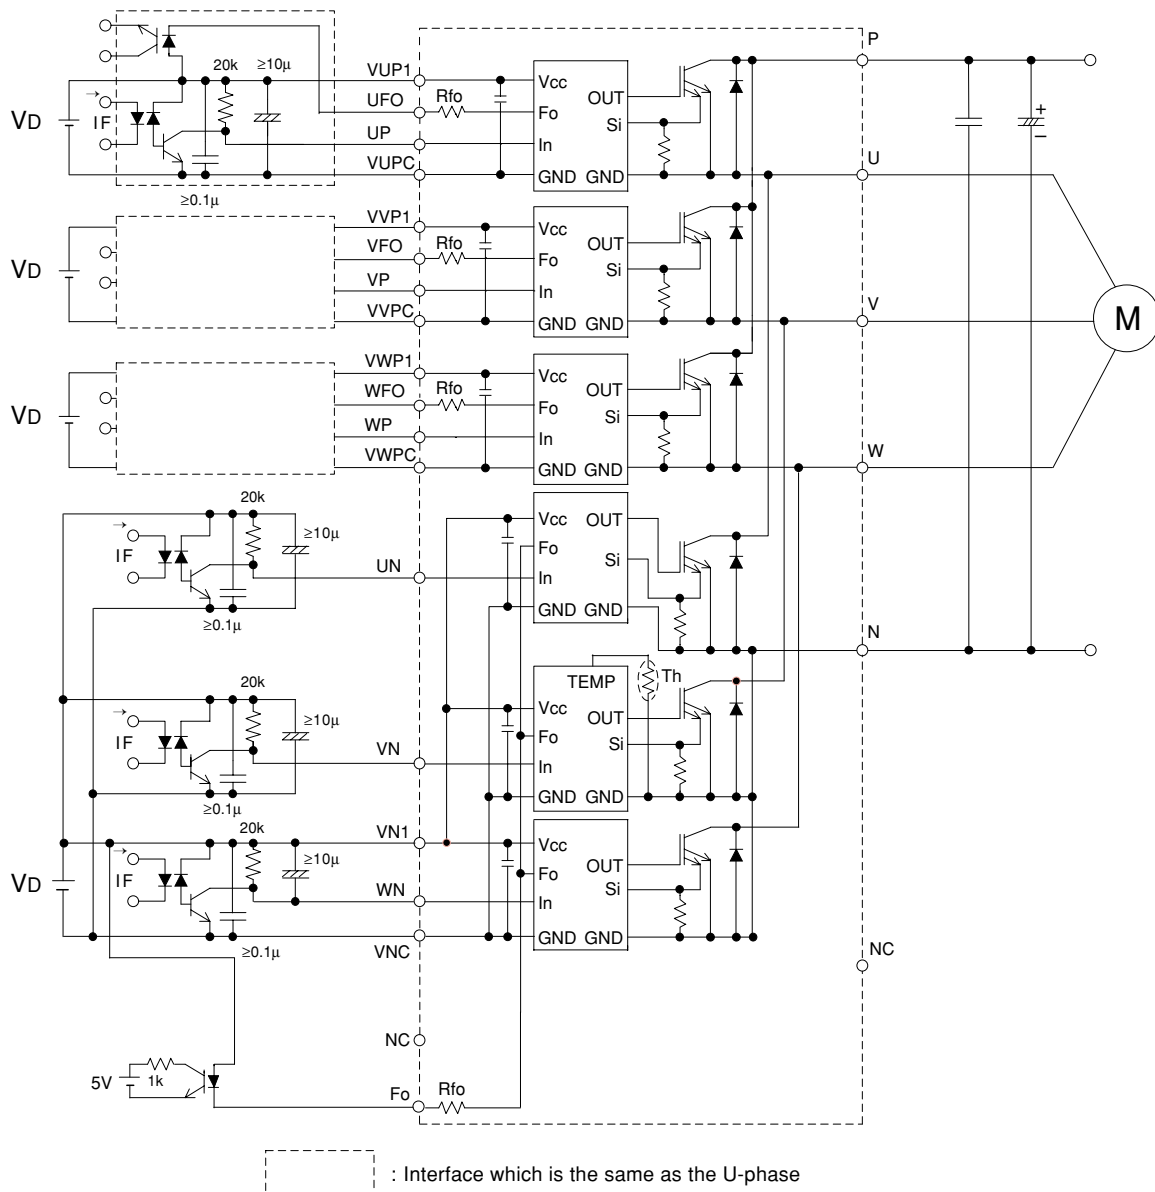 P
20k
≥10µ
VUP1
Vcc
OUT
UFO
Rfo
Fo
Si
VD
IF
+
–
UP
In
U
VUPC
GND GND
≥0.1µ
VVP1
Vcc
VFO
Rfo
OUT
Fo
Si
VD
VP
In
V
VVPC
GND GND
M
VWP1
Vcc
WFO
Rfo
OUT
Fo
Si
VD
WP
In
W
VWPC
GND GND
20k
→
IF
≥10µ
Vcc
OUT
Fo
Si
UN
In
GND GND
≥0.1µ
N
TEMP
Th
20k
→
IF
≥10µ
Vcc
OUT
Fo
Si
VN
In
GND GND
≥0.1µ
20k
VN1
Vcc
→
IF
≥10µ
OUT
Fo
Si
VD
WN
In
GND GND
VNC
≥0.1µ
NC
NC
5V
1k
Fo
Rfo
: Interface which is the same as the U-phase